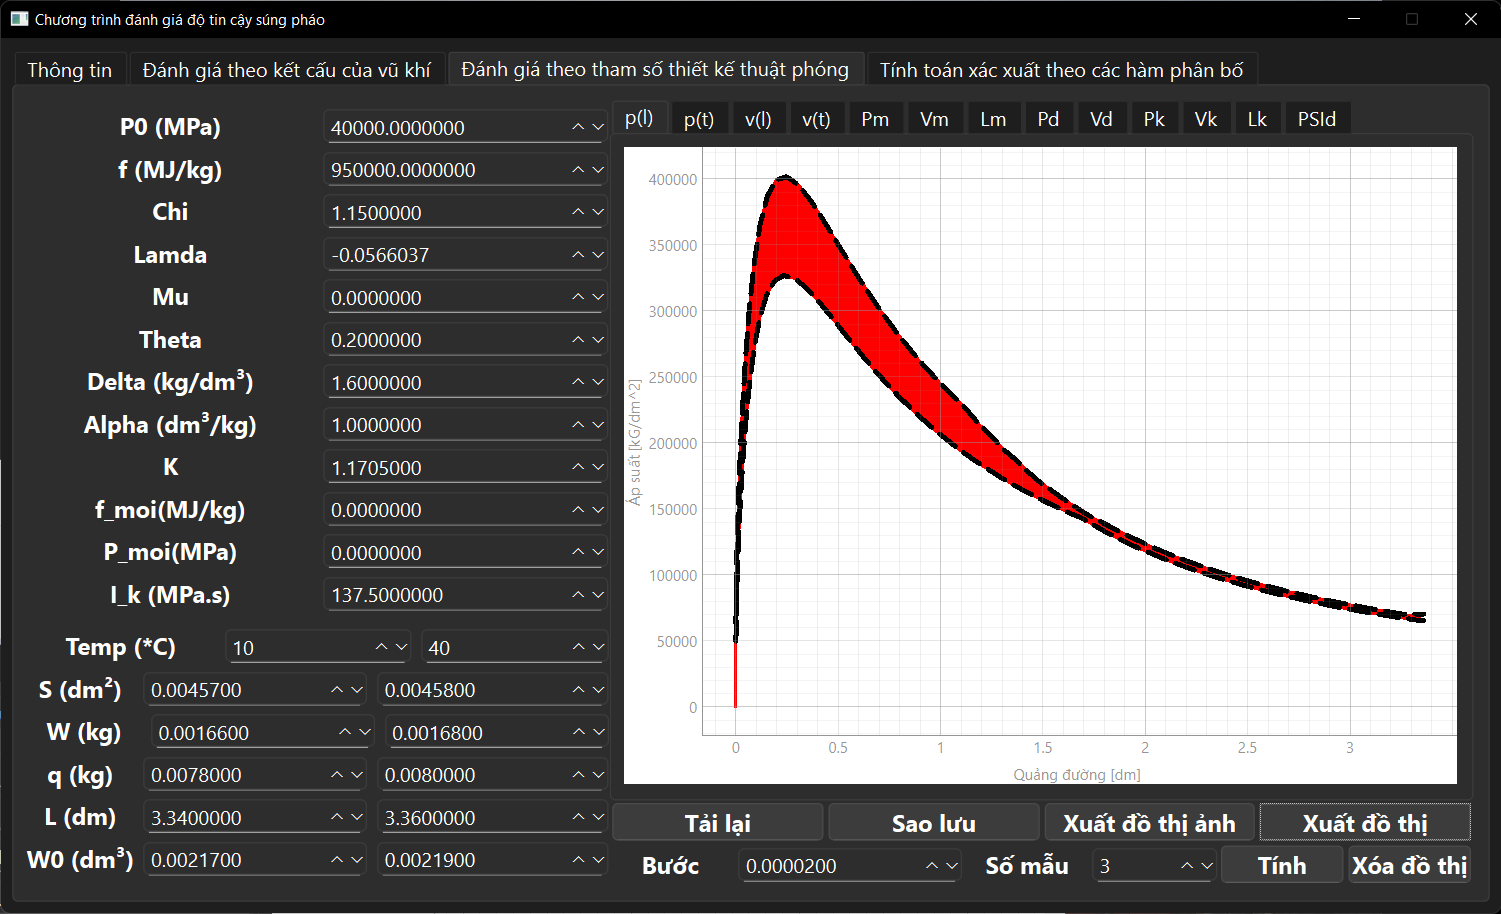 Chương trình đánh giá độ tin cậy súng pháo
Thông tin
Đánh giá theo kết cấu của vũ khí
Đánh giá theo tham số thiết kế thuật phóng
Tính toán xác xuất theo các hàm phân bố
P0 (MPa) 40000.0000000
f (MJ/kg) 950000.0000000
Chi 1.1500000
Lamda -0.0566037
Mu 0.0000000
Theta 0.2000000
Delta (kg/dm³) 1.6000000
Alpha (dm³/kg) 1.0000000
K 1.1705000
f_moi(MJ/kg) 0.0000000
P_moi(MPa) 0.0000000
I_k (MPa.s) 137.5000000
Temp (*C) 10 40
S (dm²) 0.0045700 0.0045800
W (kg) 0.0016600 0.0016800
q (kg) 0.0078000 0.0080000
L (dm) 3.3400000 3.3600000
W0 (dm³) 0.0021700 0.0021900
p(l) p(t) v(l) v(t) Pm Vm Lm Pd Vd Pk Vk Lk PSId
400000
350000
300000
250000
200000
150000
100000
50000
0
Áp suất [kG/dm^2]
0 0.5 1 1.5 2 2.5 3
Quảng đường [dm]
Tải lại Sao lưu Xuất đồ thị ảnh Xuất đồ thị
Bước 0.0000200 Số mẫu 3 Tính Xóa đồ thị